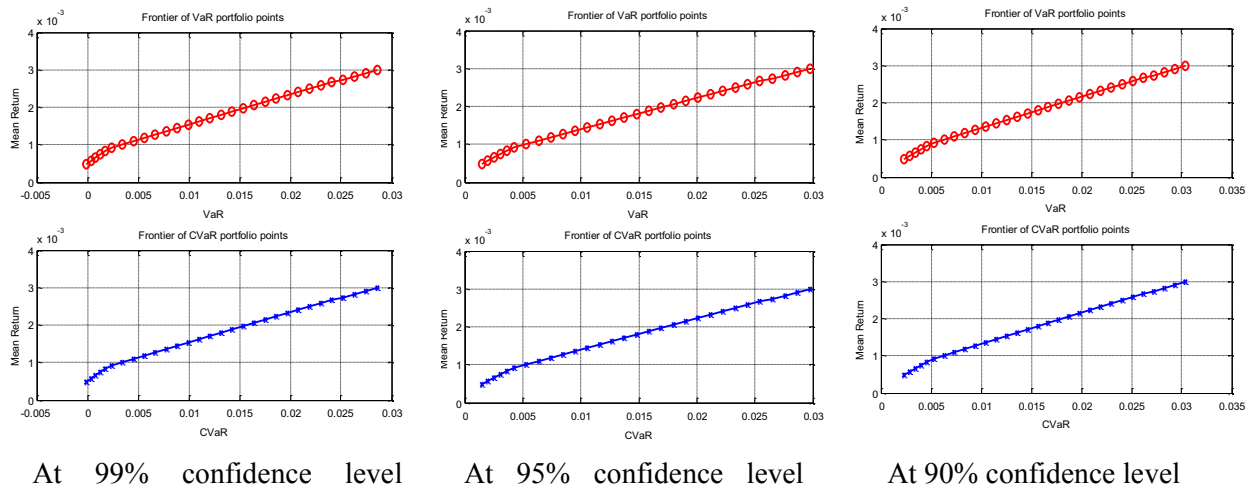 Frontier of VaR portfolio points
x 10⁻³
Mean Return
4
3
2
1
0
-0.005 0 0.005 0.01 0.015 0.02 0.025 0.03
VaR
Frontier of VaR portfolio points
x 10⁻³
Mean Return
4
3
2
1
0
0 0.005 0.01 0.015 0.02 0.025 0.03
VaR
Frontier of VaR portfolio points
x 10⁻³
Mean Return
4
3
2
1
0
0 0.005 0.01 0.015 0.02 0.025 0.03 0.035
VaR
Frontier of CVaR portfolio points
x 10⁻³
Mean Return
4
3
2
1
0
-0.005 0 0.005 0.01 0.015 0.02 0.025 0.03
CVaR
Frontier of CVaR portfolio points
x 10⁻³
Mean Return
4
3
2
1
0
0 0.005 0.01 0.015 0.02 0.025 0.03
CVaR
Frontier of CVaR portfolio points
x 10⁻³
Mean Return
4
3
2
1
0
0 0.005 0.01 0.015 0.02 0.025 0.03 0.035
CVaR
At 99% confidence level
At 95% confidence level
At 90% confidence level